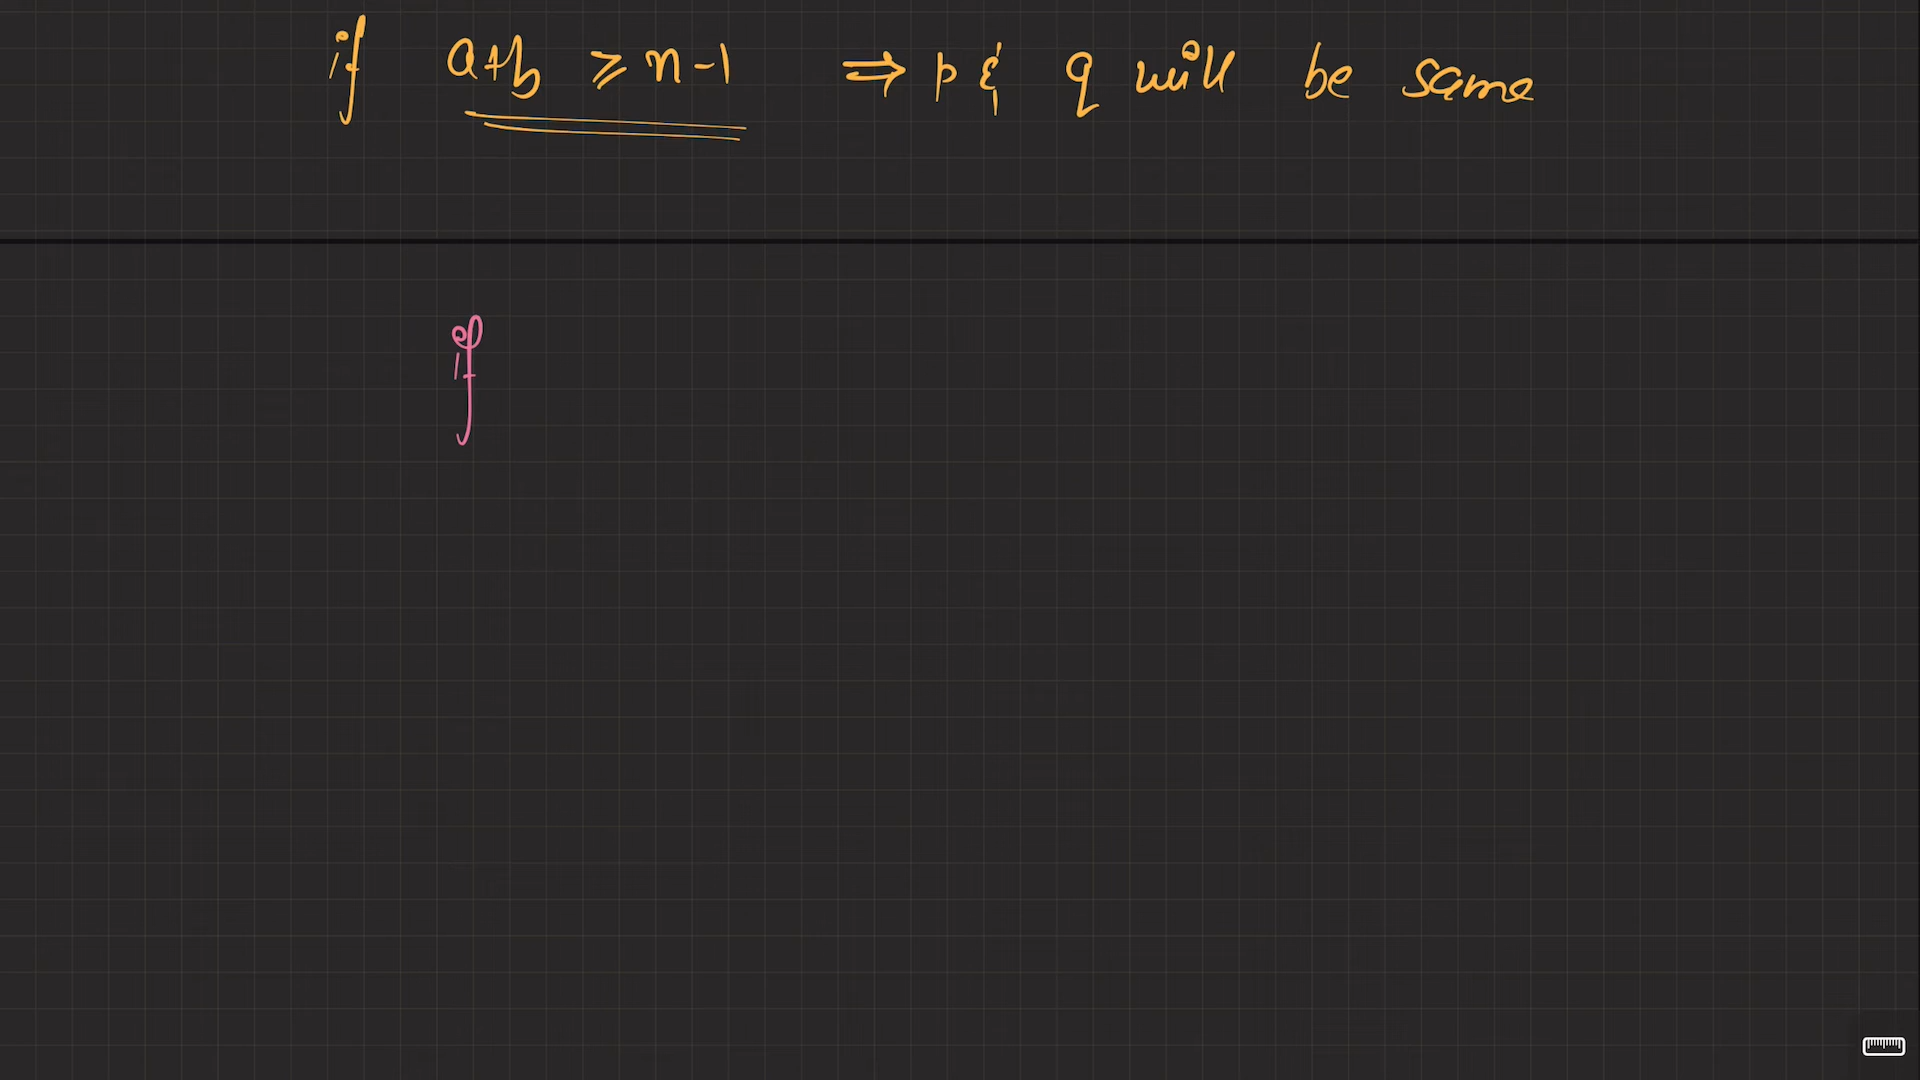 if a+b ⩾ n-1 ⇒ p & q will be same
if